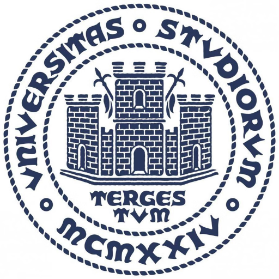 VNIVERSITAS STVDIORVM
MCMXXIV
TERGES
TVM